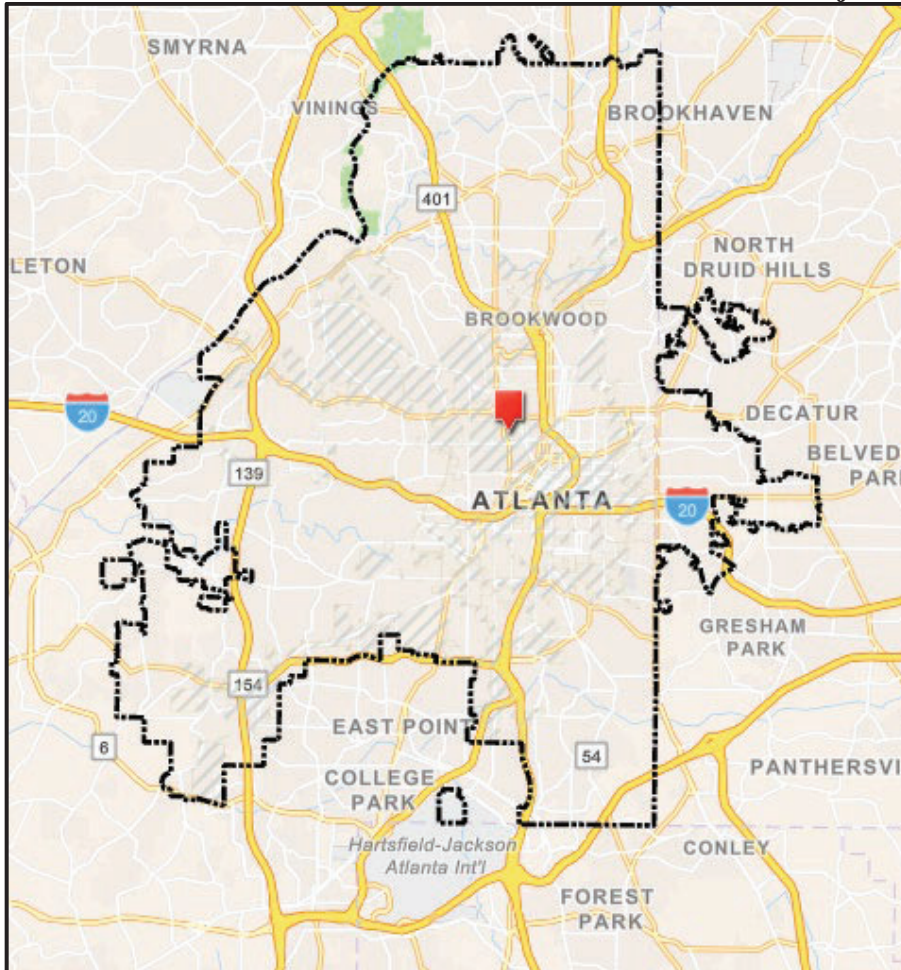 SMYRNA
VININGS
BROOKHAVEN
401
NORTH
DRUID HILLS
LETON
BROOKWOOD
20
DECATUR
BELVED
PARK
139
ATLANTA
20
GRESHAM
PARK
154
EAST POINT
6
54
COLLEGE
PARK
PANTHERSVI
Hartsfield-Jackson
Atlanta Int'l
CONLEY
FOREST
PARK